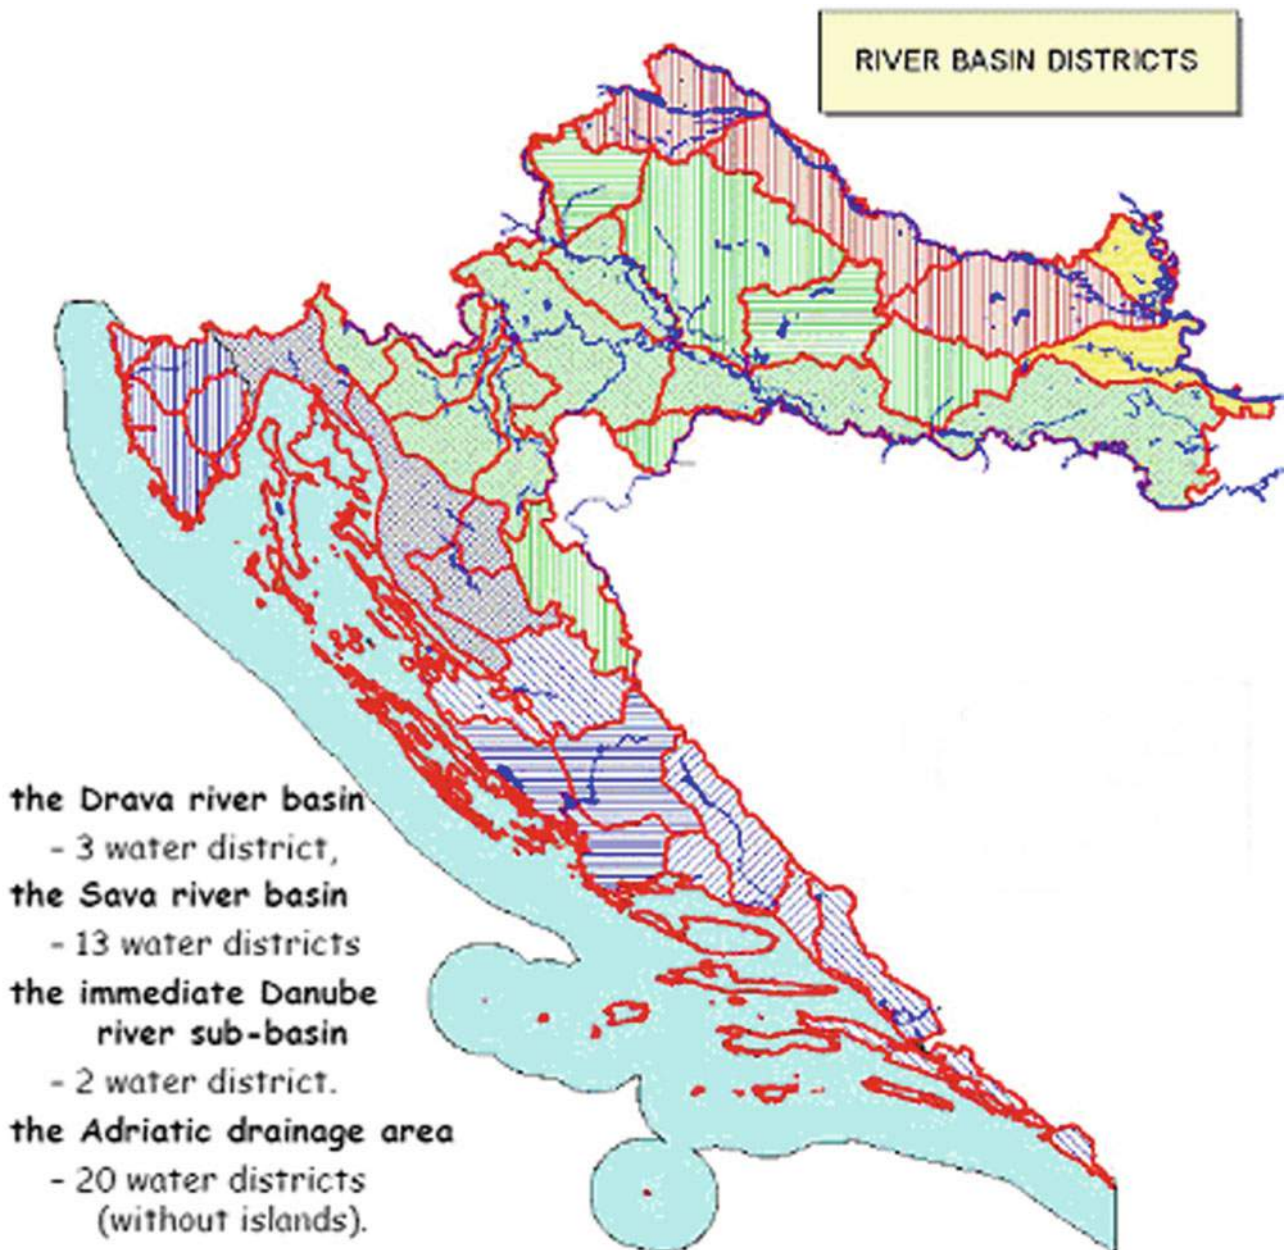 RIVER BASIN DISTRICTS
the Drava river basin
- 3 water district,
the Sava river basin
- 13 water districts
the immediate Danube
river sub-basin
- 2 water district.
the Adriatic drainage area
- 20 water districts
(without islands).